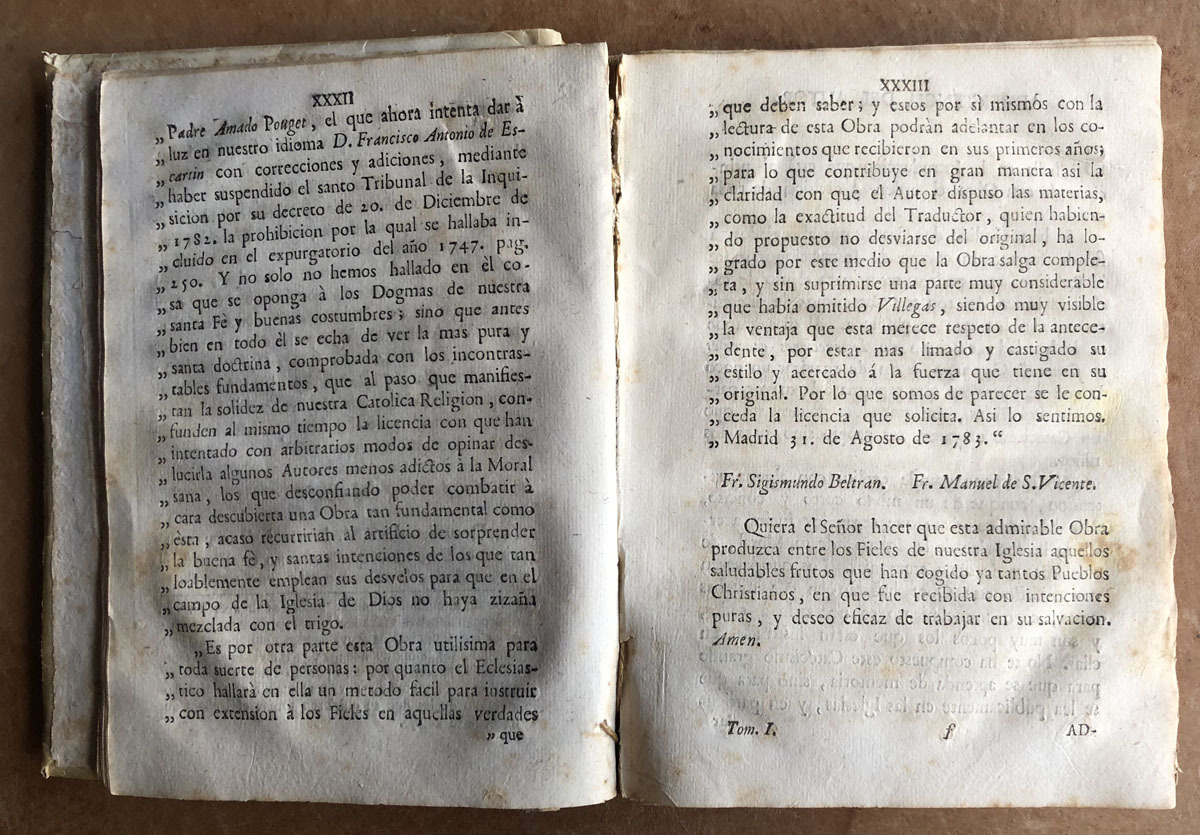 XXXII
„Padre Amado Pouget, el que ahora intenta dar à
„luz en nuestro idioma D. Francisco Antonio de Es-
„cartin con correcciones y adiciones, mediante
„haber suspendido el santo Tribunal de la Inqui-
„sicion por su decreto de 20. de Diciembre de
„1782. la prohibicion por la qual se hallaba in-
„cluido en el expurgatorio del año 1747. pag.
„250. Y no solo no hemos hallado en èl co-
„sa que se oponga à los Dogmas de nuestra
„santa Fè y buenas costumbres; sino que antes
„bien en todo èl se echa de ver la mas pura y
„santa doctrina, comprobada con los incontras-
„tables fundamentos, que al paso que manifies-
„tan la solidez de nuestra Catolica Religion, con-
„funden al mismo tiempo la licencia con que han
„intentado con arbitrarios modos de opinar des-
„lucirla algunos Autores menos adictos à la Moral
„sana, los que desconfiando poder combatir à
„cara descubierta una Obra tan fundamental como
„esta, acaso recurririan al artificio de sorprender
„la buena fè, y santas intenciones de los que tan
„loablemente emplean sus desvelos para que en el
„campo de la Iglesia de Dios no haya zizaña
„mezclada con el trigo.
„Es por otra parte esta Obra utilísima para
„toda suerte de personas: por quanto el Eclesias-
„tico hallarà en ella un metodo facil para instruir
„con extension à los Fieles en aquellas verdades
„que
XXXIII
„que deben saber; y estos por sì mismós con la
„lectura de esta Obra podràn adelantar en los co-
„nocimientos que recibieron en sus primeros años;
„para lo que contribuye en gran manera asi la
„claridad con que el Autor dispuso las materias,
„como la exactitud del Traductor, quien habien-
„do propuesto no desviarse del original, ha lo-
„grado por este medio que la Obra salga comple-
„ta, y sin suprimirse una parte muy considerable
„que habia omitido Villegas, siendo muy visible
„la ventaja que esta merece respeto de la antece-
„dente, por estar mas limado y castigado su
„estilo y acercado á la fuerza que tiene en su
„original. Por lo que somos de parecer se le con-
„ceda la licencia que solicita. Asi lo sentimos.
„Madrid 31. de Agosto de 1783.“
Fr. Sigismundo Beltran. Fr. Manuel de S. Vicente.
Quiera el Señor hacer que esta admirable Obra
produzca entre los Fieles de nuestra Iglesia aquellos
saludables frutos que han cogido ya tantos Pueblos
Christianos, en que fue recibida con intenciones
puras, y deseo eficaz de trabajar en su salvacion.
Amen.
Tom. I. f AD-